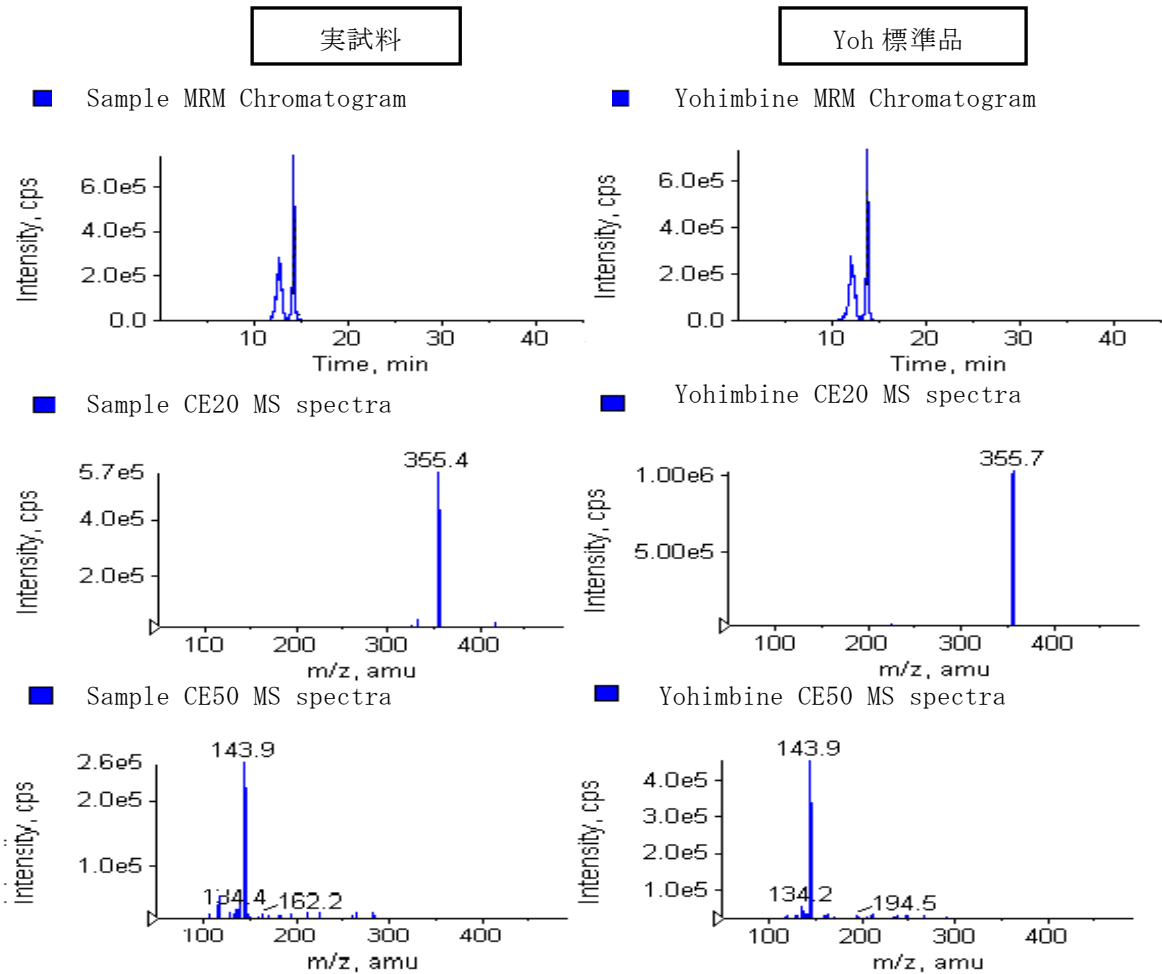 実試料
Yoh 標準品
Sample MRM Chromatogram
Yohimbine MRM Chromatogram
Intensity, cps
6.0e5
4.0e5
2.0e5
0.0
10 20 30 40
Time, min
Intensity, cps
6.0e5
4.0e5
2.0e5
0.0
10 20 30 40
Time, min
Sample CE20 MS spectra
Yohimbine CE20 MS spectra
355.4
Intensity, cps
5.7e5
4.0e5
2.0e5
100 200 300 400
m/z, amu
355.7
Intensity, cps
1.00e6
5.00e5
100 200 300 400
m/z, amu
Sample CE50 MS spectra
Yohimbine CE50 MS spectra
143.9
Intensity, cps
2.6e5
2.0e5
1.0e5
162.2
100 200 300 400
m/z, amu
143.9
Intensity, cps
4.0e5
3.0e5
2.0e5
1.0e5
134.2
194.5
100 200 300 400
m/z, amu